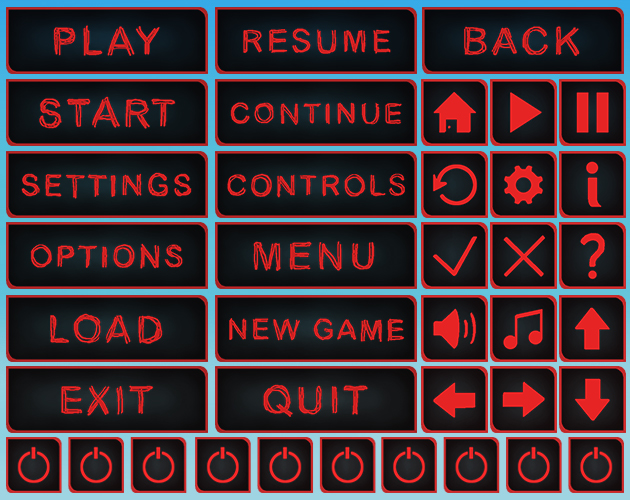 PLAY
RESUME
BACK
START
CONTINUE
SETTINGS
CONTROLS
i
OPTIONS
MENU
?
LOAD
NEW GAME
EXIT
QUIT